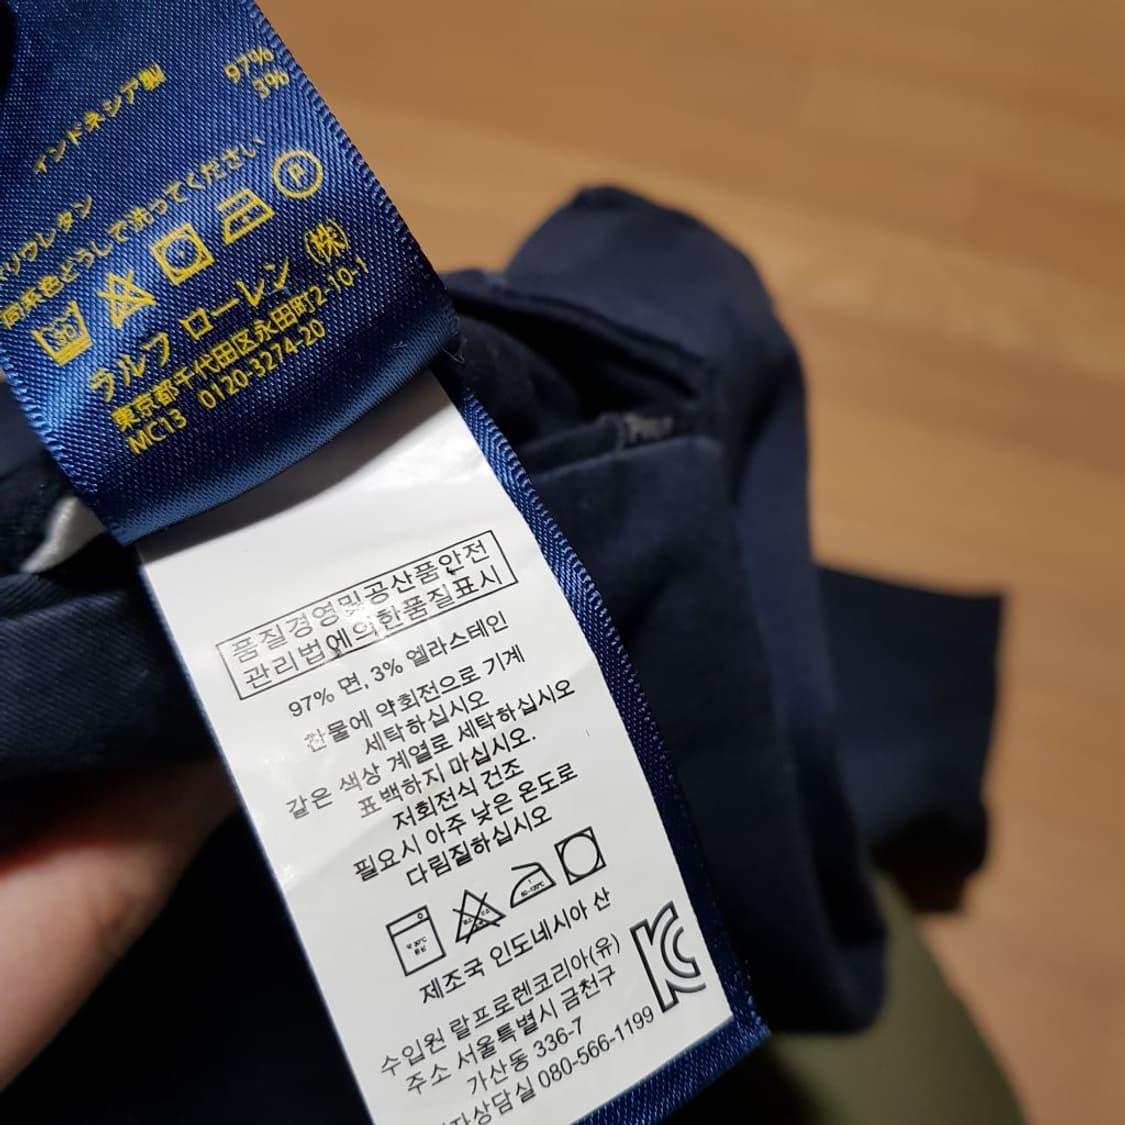 97%
3%
インドネシア製
リウレタン
同系色どうしで洗ってください
P
ラルフ ローレン (株)
東京都千代田区永田町2-10-1
MC13 0120-3274-20
품질경영및공산품안전
관리법에의한품질표시
97% 면, 3% 엘라스테인
찬물에 약회전으로 기계
세탁하십시오
같은 색상 계열로 세탁하십시오
표백하지 마십시오.
저회전식 건조
필요시 아주 낮은 온도로
다림질하십시오
제조국 인도네시아 산
수입원 랄프로렌코리아(유)
주소 서울특별시 금천구
가산동 336-7
자상담실 080-566-1199